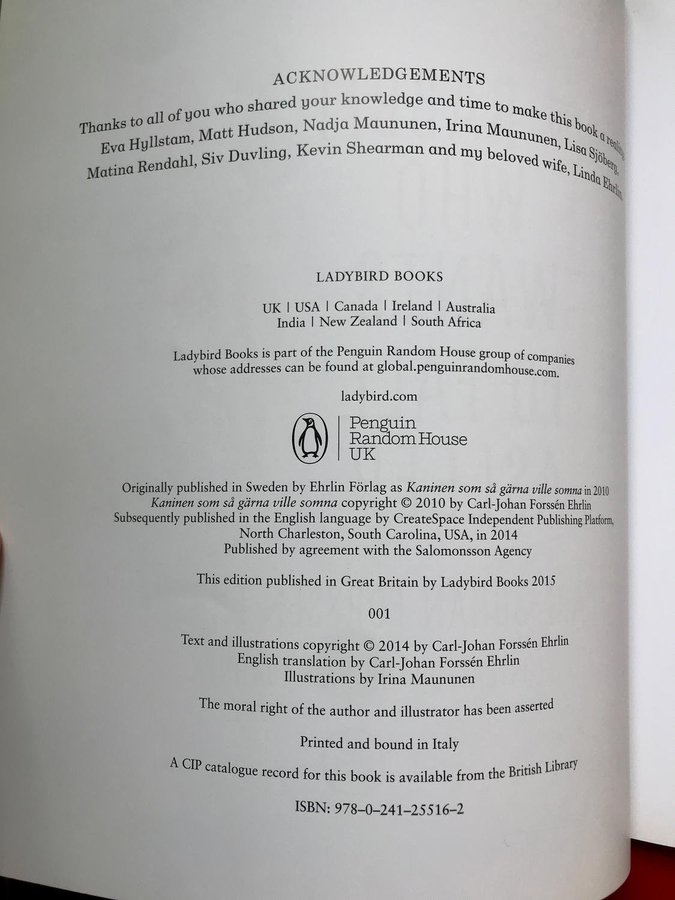 ACKNOWLEDGEMENTS
Thanks to all of you who shared your knowledge and time to make this book a reality,
Eva Hyllstam, Matt Hudson, Nadja Maununen, Irina Maununen, Lisa Sjöberg,
Matina Rendahl, Siv Duvling, Kevin Shearman and my beloved wife, Linda Ehrlin.
LADYBIRD BOOKS
UK | USA | Canada | Ireland | Australia
India | New Zealand | South Africa
Ladybird Books is part of the Penguin Random House group of companies
whose addresses can be found at global.penguinrandomhouse.com.
ladybird.com
Penguin
Random House
UK
Originally published in Sweden by Ehrlin Förlag as Kaninen som så gärna ville somna in 2010
Kaninen som så gärna ville somna copyright © 2010 by Carl-Johan Forssén Ehrlin
Subsequently published in the English language by CreateSpace Independent Publishing Platform,
North Charleston, South Carolina, USA, in 2014
Published by agreement with the Salomonsson Agency
This edition published in Great Britain by Ladybird Books 2015
001
Text and illustrations copyright © 2014 by Carl-Johan Forssén Ehrlin
English translation by Carl-Johan Forssén Ehrlin
Illustrations by Irina Maununen
The moral right of the author and illustrator has been asserted
Printed and bound in Italy
A CIP catalogue record for this book is available from the British Library
ISBN: 978–0–241–25516–2